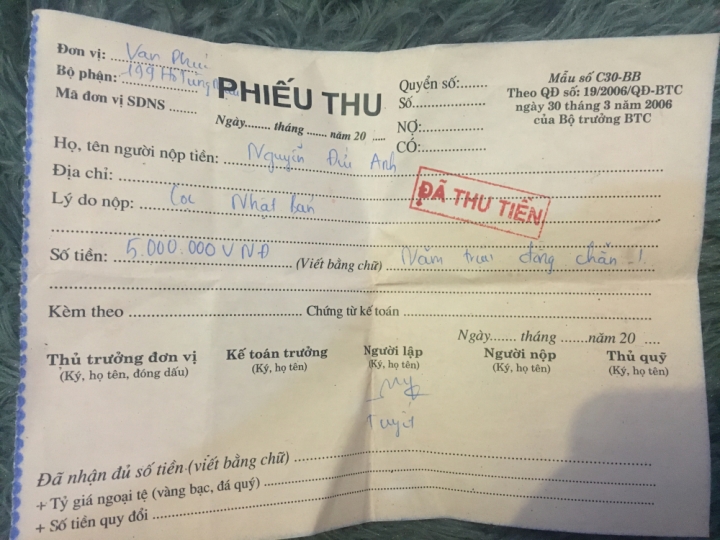 Đơn vị: Van Phúc
Bộ phận: 199 Hồ Tùng Mậu
Mã đơn vị SDNS ......
PHIẾU THU
Ngày........ tháng ....... năm 20 ....
Quyển số:.......
Số..................
NỢ:...............
CÓ:...............
Mẫu số C30-BB
Theo QĐ số: 19/2006/QĐ-BTC
ngày 30 tháng 3 năm 2006
của Bộ trưởng BTC
Họ, tên người nộp tiền: Nguyễn Đức Anh
Địa chỉ:
Lý do nộp: Cọc Nhật bản
ĐÃ THU TIỀN
Số tiền: 5.000.000 VNĐ (Viết bằng chữ) Năm triệu đồng chẵn ./.
Kèm theo ........................ Chứng từ kế toán
Ngày....... tháng .......năm 20 ....
Thủ trưởng đơn vị Kế toán trưởng Người lập Người nộp Thủ quỹ
(Ký, họ tên, đóng dấu) (Ký, họ tên) (Ký, họ tên) (Ký, họ tên) (Ký, họ tên)
Tuyết
Đã nhận đủ số tiền (viết bằng chữ)
+ Tỷ giá ngoại tệ (vàng bạc, đá quý)
+ Số tiền quy đổi